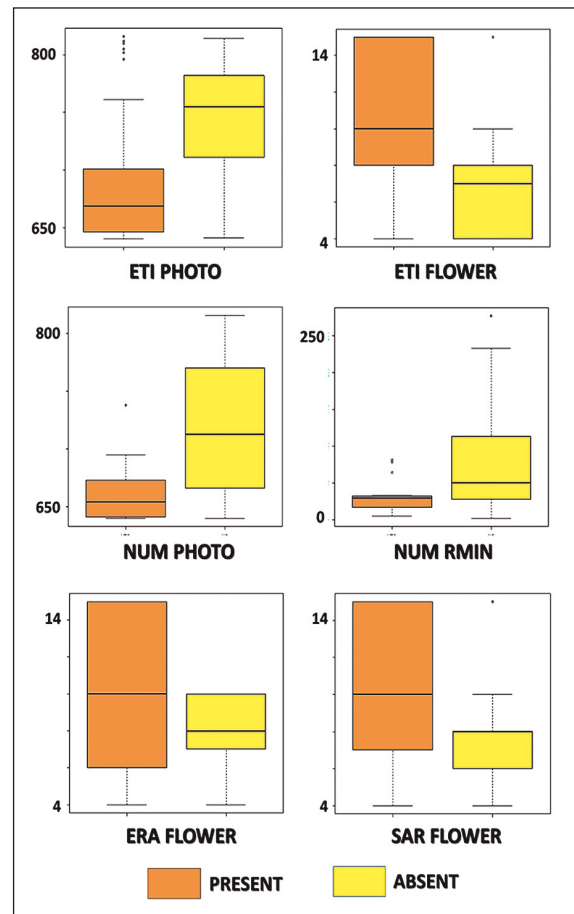 800
650
ETI PHOTO
14
4
ETI FLOWER
800
650
NUM PHOTO
250
0
NUM RMIN
14
4
ERA FLOWER
14
4
SAR FLOWER
PRESENT
ABSENT